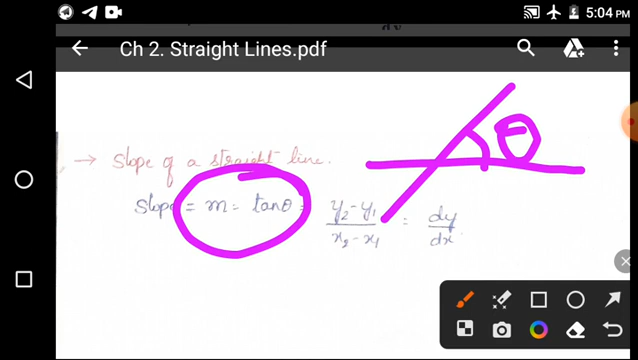 5:04 PM
Ch 2. Straight Lines.pdf
→ Slope of a straight line.
θ
Slope = m = tanθ = y₂-y₁/x₂-x₁ = dy/dx